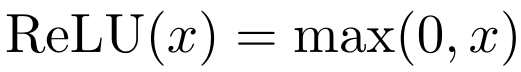 ReLU(x) = max(0, x)